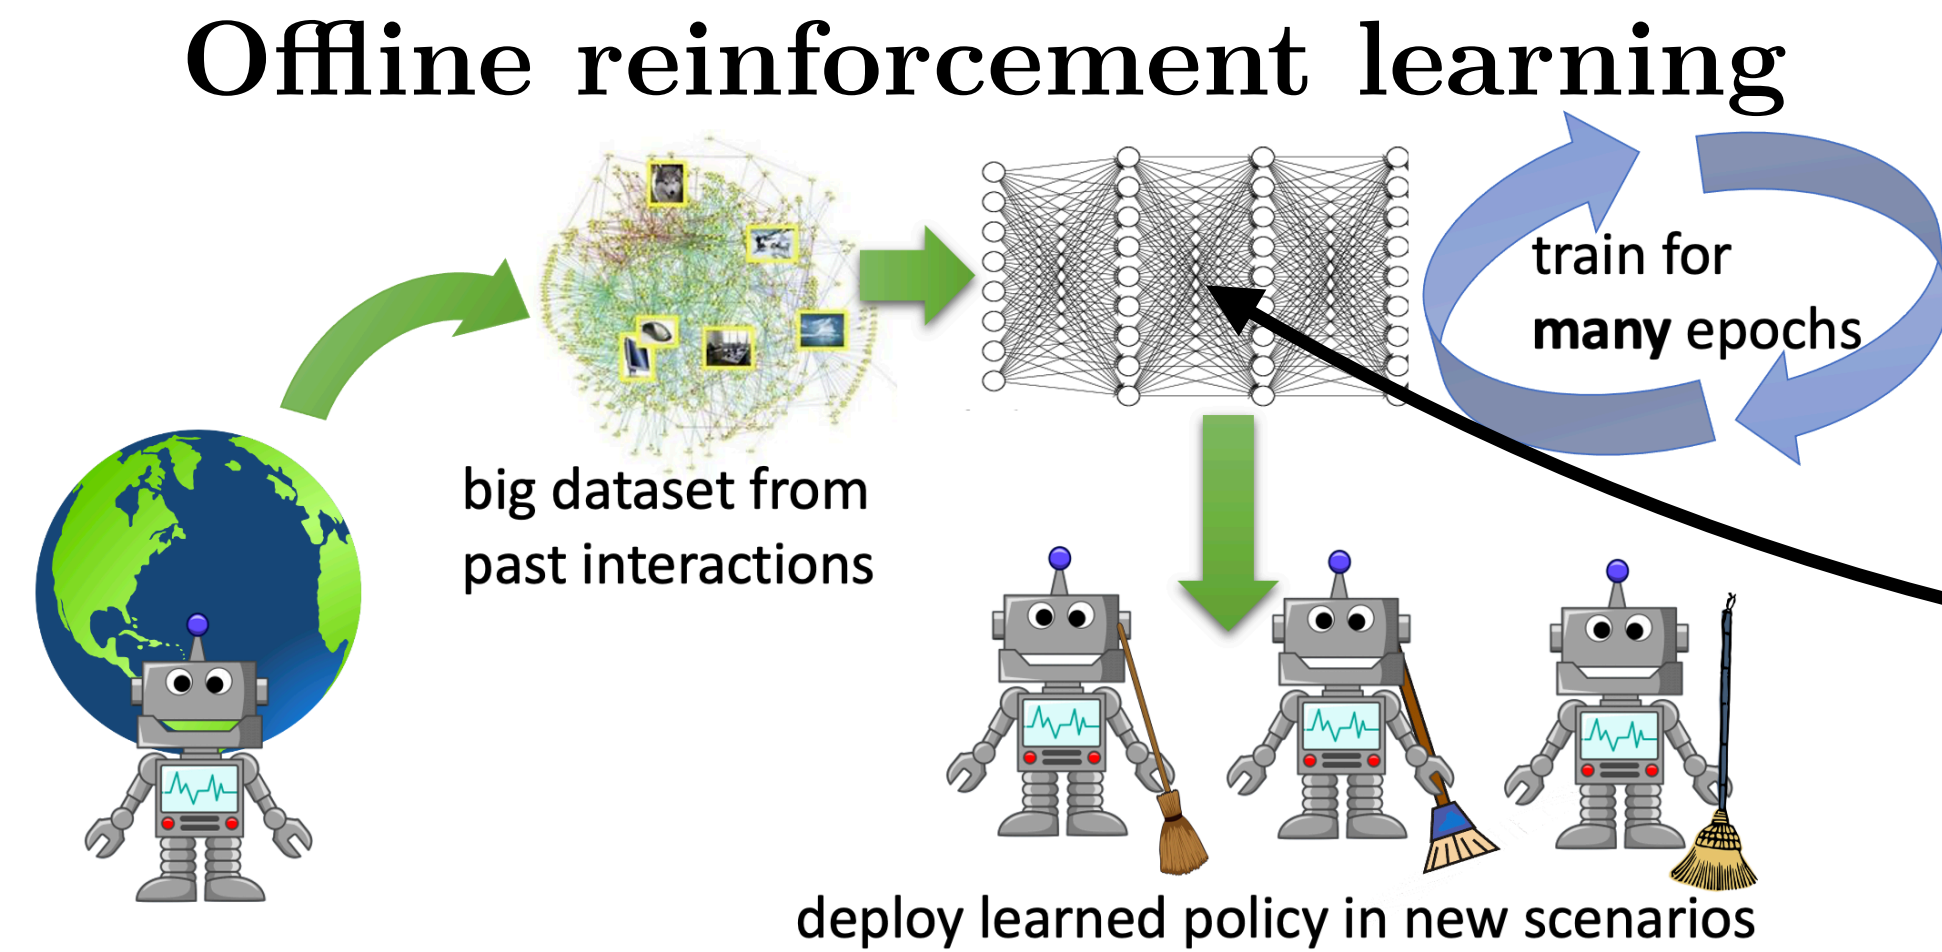 Offline reinforcement learning
train for
many epochs
big dataset from
past interactions
deploy learned policy in new scenarios